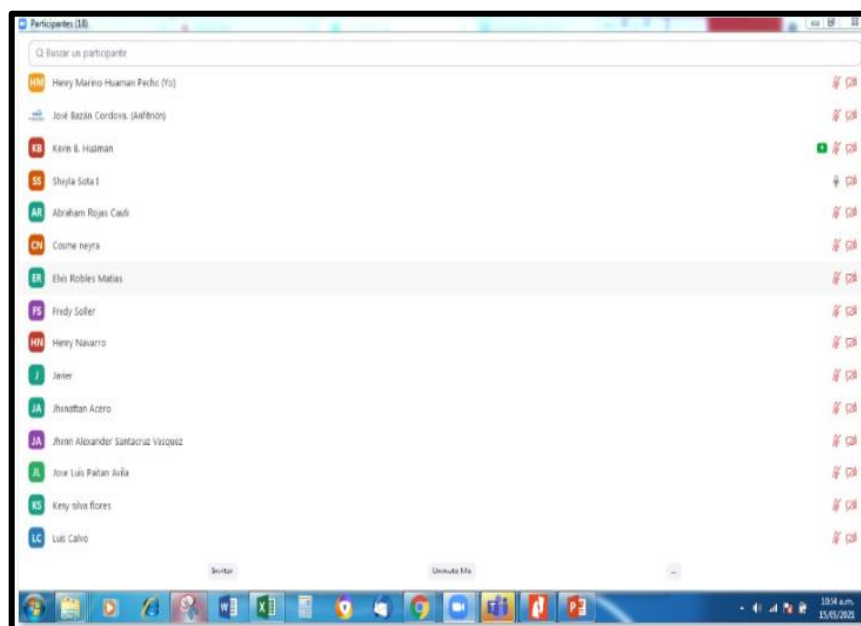 Participantes (18)
Buscar un participante
HM Henry Marino Huaman Pecho (Yo)
José Bazán Cordova. (Anfitrión)
KB Kerin B. Huaman
SS Sheyla Sota I
AR Abraham Rojas Cauti
CN Cosme neyra
ER Elvis Robles Matias
FS Fredy Soller
HN Henry Navarro
J Javier
JA Jhonattan Acero
JA Jhonn Alexander Santacruz Vasquez
JL Jose Luis Paitan Avila
KS Keny silva flores
LC Luis Calvo
Invitar Unmute Me ...
10:54 a.m.
15/05/2021